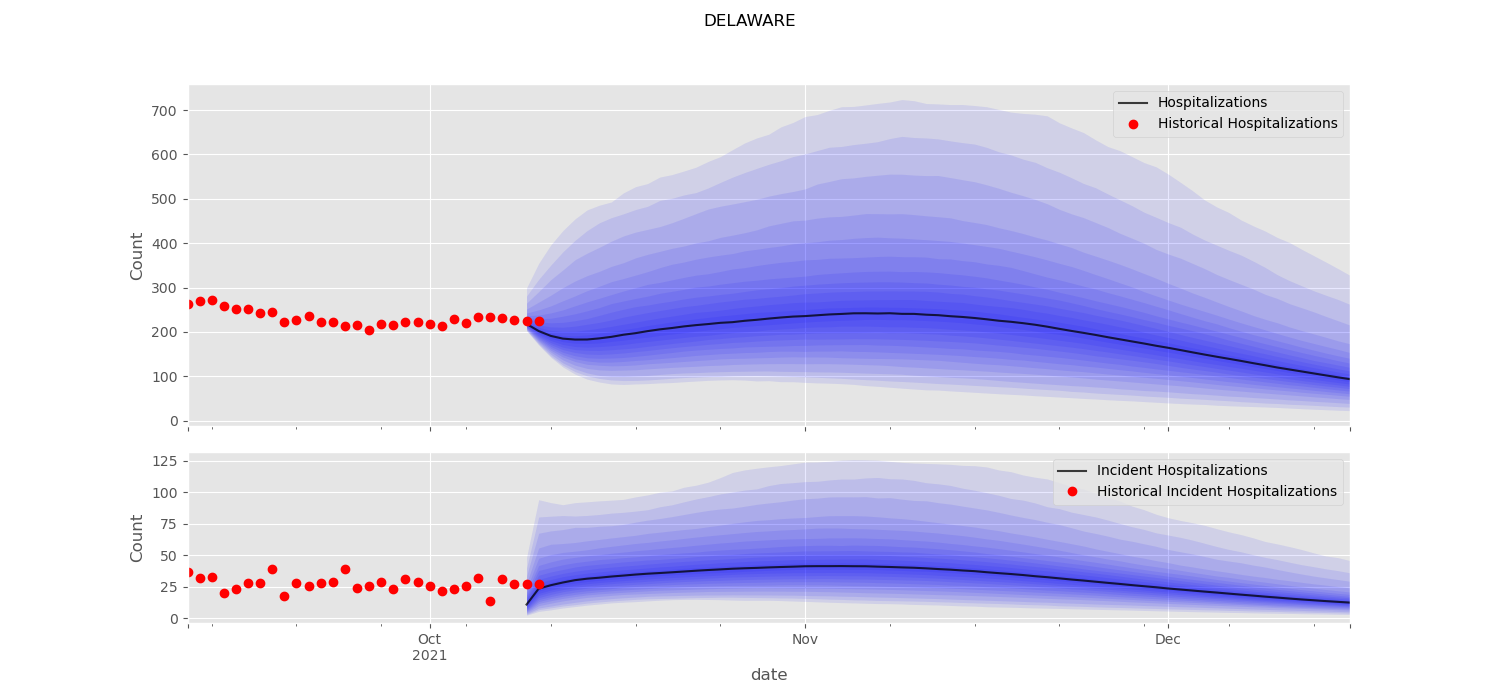 DELAWARE
700
600
500
400
300
200
100
0
Count
Hospitalizations
Historical Hospitalizations
125
100
75
50
25
0
Count
Incident Hospitalizations
Historical Incident Hospitalizations
Oct
2021
Nov
Dec
date